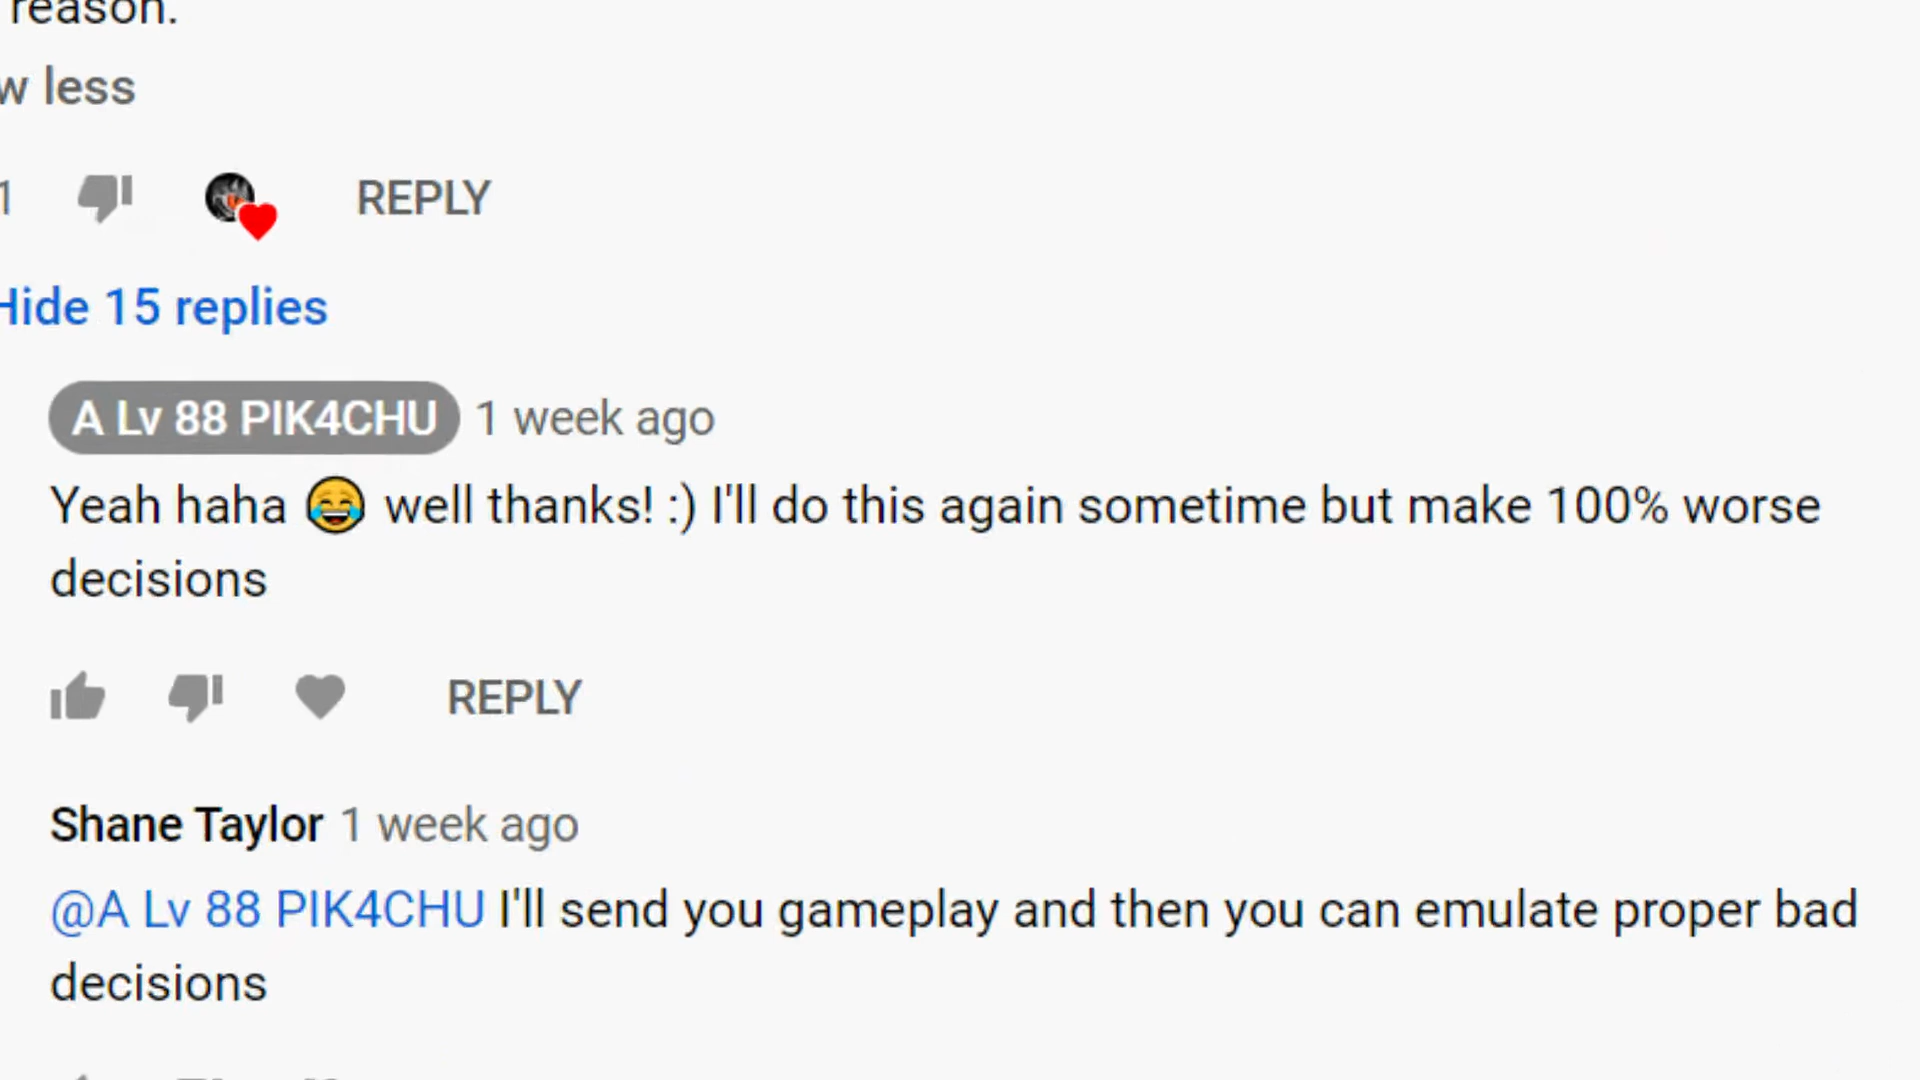 reason.
less
1
REPLY
Hide 15 replies
A Lv 88 PIK4CHU 1 week ago
Yeah haha 😂 well thanks! :) I'll do this again sometime but make 100% worse
decisions
REPLY
Shane Taylor 1 week ago
@A Lv 88 PIK4CHU I'll send you gameplay and then you can emulate proper bad
decisions